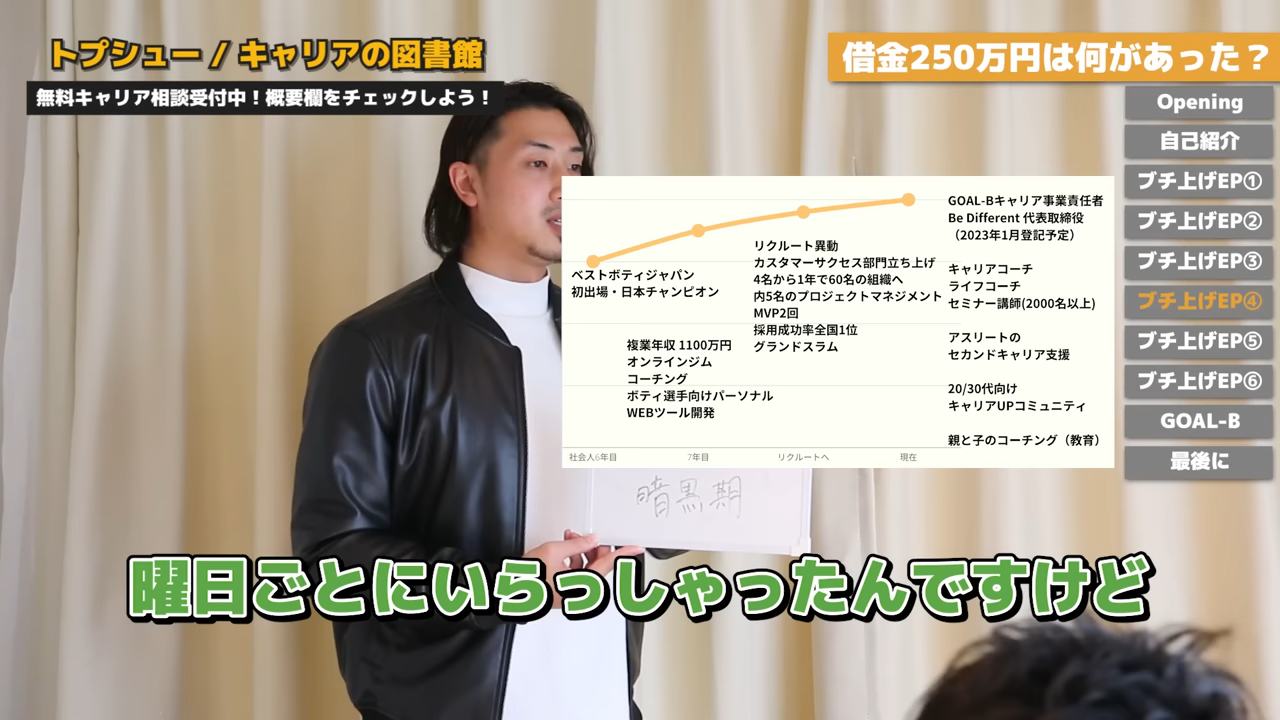 トプシュー / キャリアの図書館
無料キャリア相談受付中！概要欄をチェックしよう！
借金250万円は何があった？
Opening
自己紹介
ブチ上げEP①
ブチ上げEP②
ブチ上げEP③
ブチ上げEP④
ブチ上げEP⑤
ブチ上げEP⑥
GOAL-B
最後に
ベストボティジャパン
初出場・日本チャンピオン
複業年収 1100万円
オンラインジム
コーチング
ボティ選手向けパーソナル
WEBツール開発
リクルート異動
カスタマーサクセス部門立ち上げ
4名から1年で60名の組織へ
内5名のプロジェクトマネジメント
MVP2回
採用成功率全国1位
グランドスラム
GOAL-Bキャリア事業責任者
Be Different 代表取締役
（2023年1月登記予定）
キャリアコーチ
ライフコーチ
セミナー講師(2000名以上)
アスリートの
セカンドキャリア支援
20/30代向け
キャリアUPコミュニティ
親と子のコーチング（教育）
社会人6年目
7年目
リクルートへ
現在
暗黒期
曜日ごとにいらっしゃったんですけど